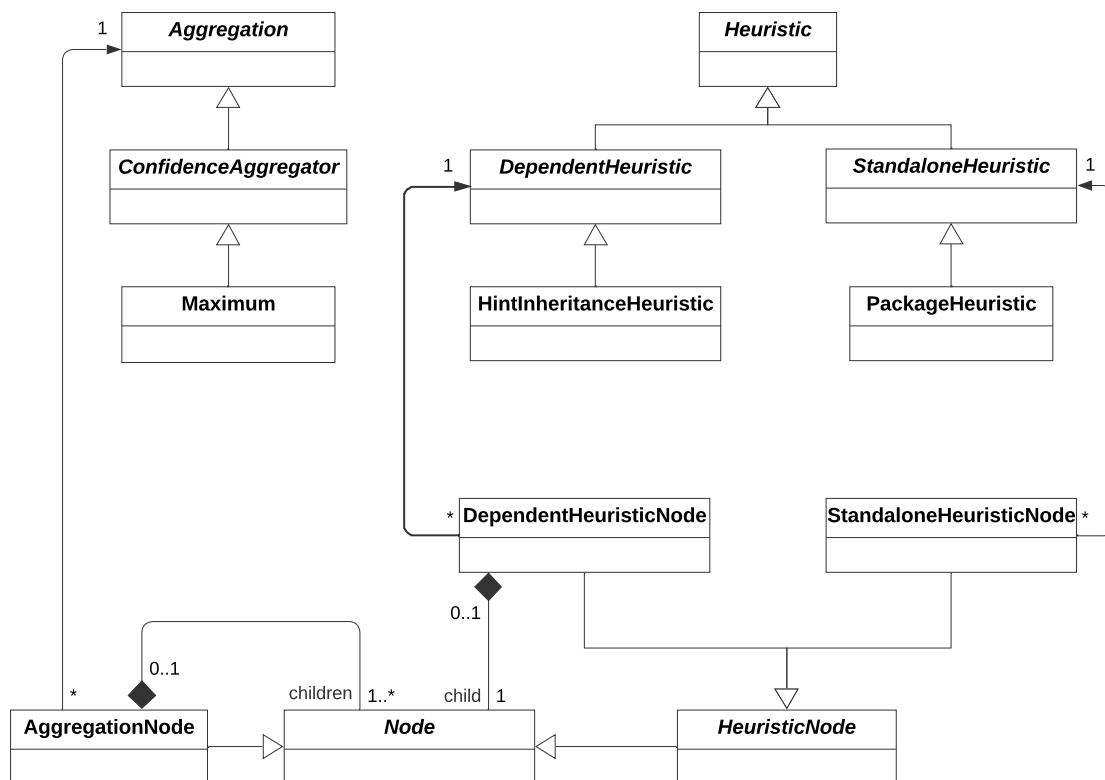 1
Aggregation
Heuristic
ConfidenceAggregator
1
DependentHeuristic
StandaloneHeuristic
1
Maximum
HintInheritanceHeuristic
PackageHeuristic
*
DependentHeuristicNode
StandaloneHeuristicNode
*
0..1
0..1
*
children
1..*
child
1
AggregationNode
Node
HeuristicNode